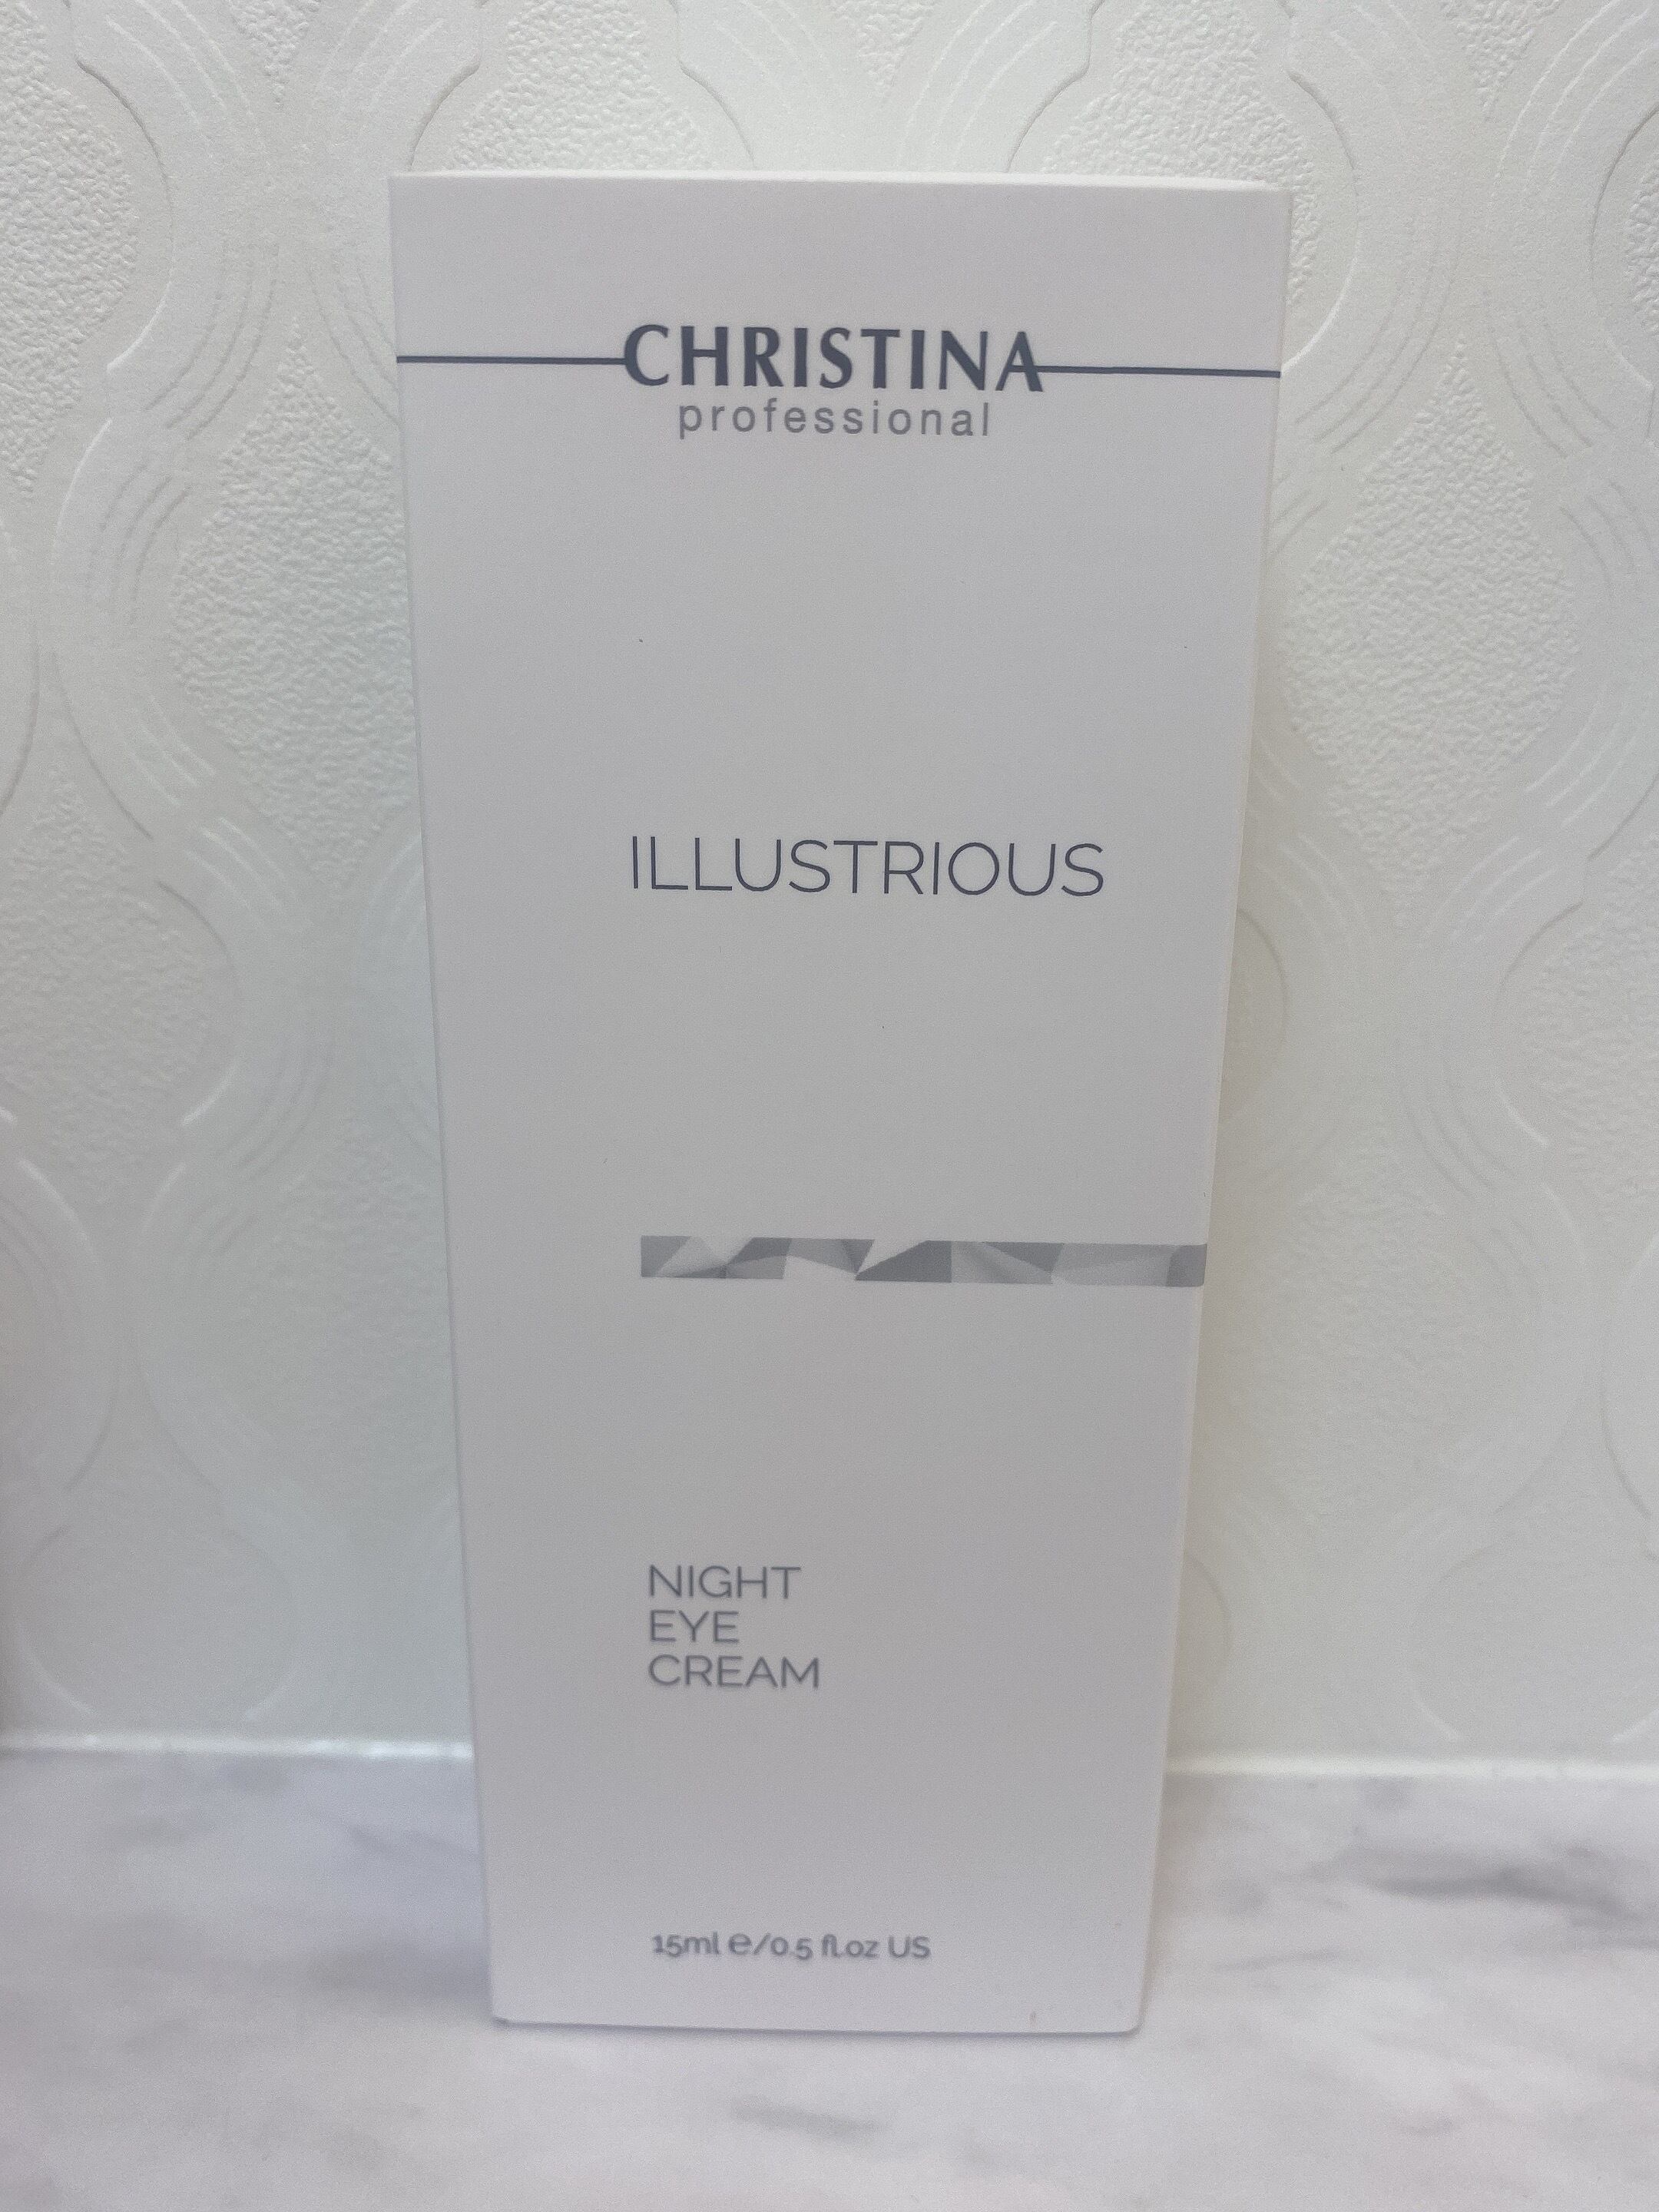 CHRISTINA
professional
ILLUSTRIOUS
NIGHT
EYE
CREAM
15ml e/0.5 fl.oz US